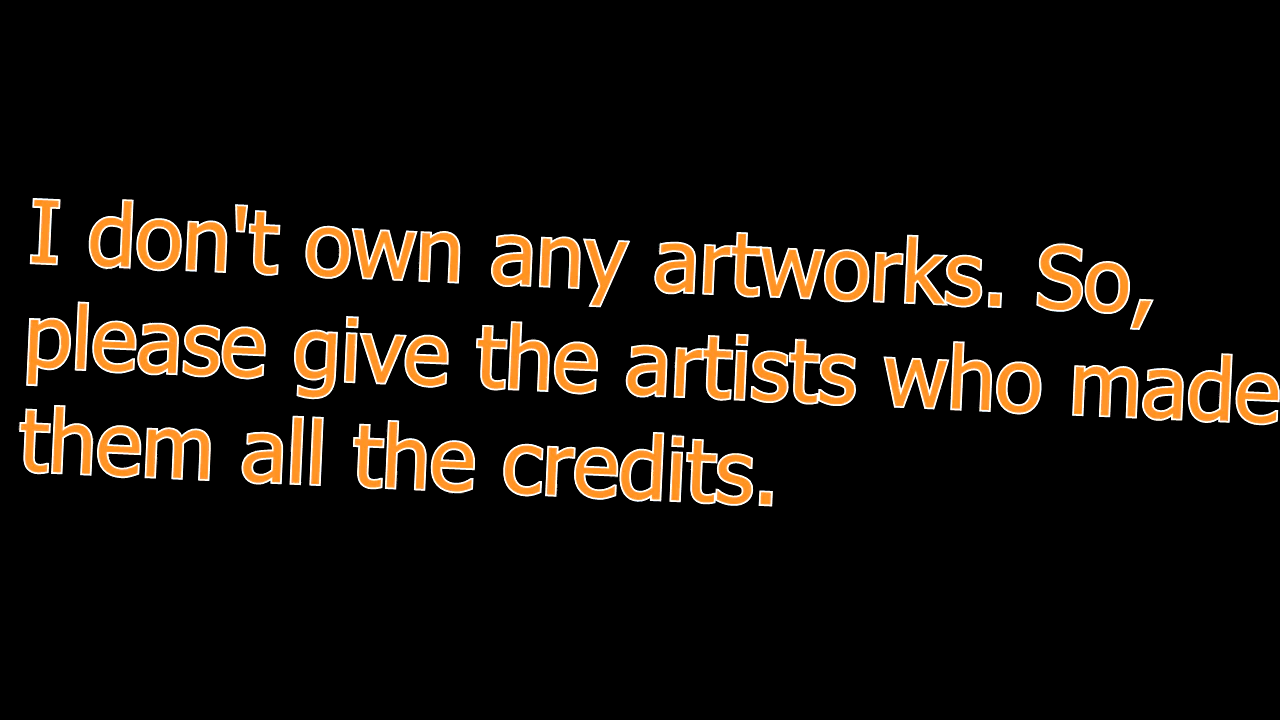 I don't own any artworks. So,
please give the artists who made
them all the credits.